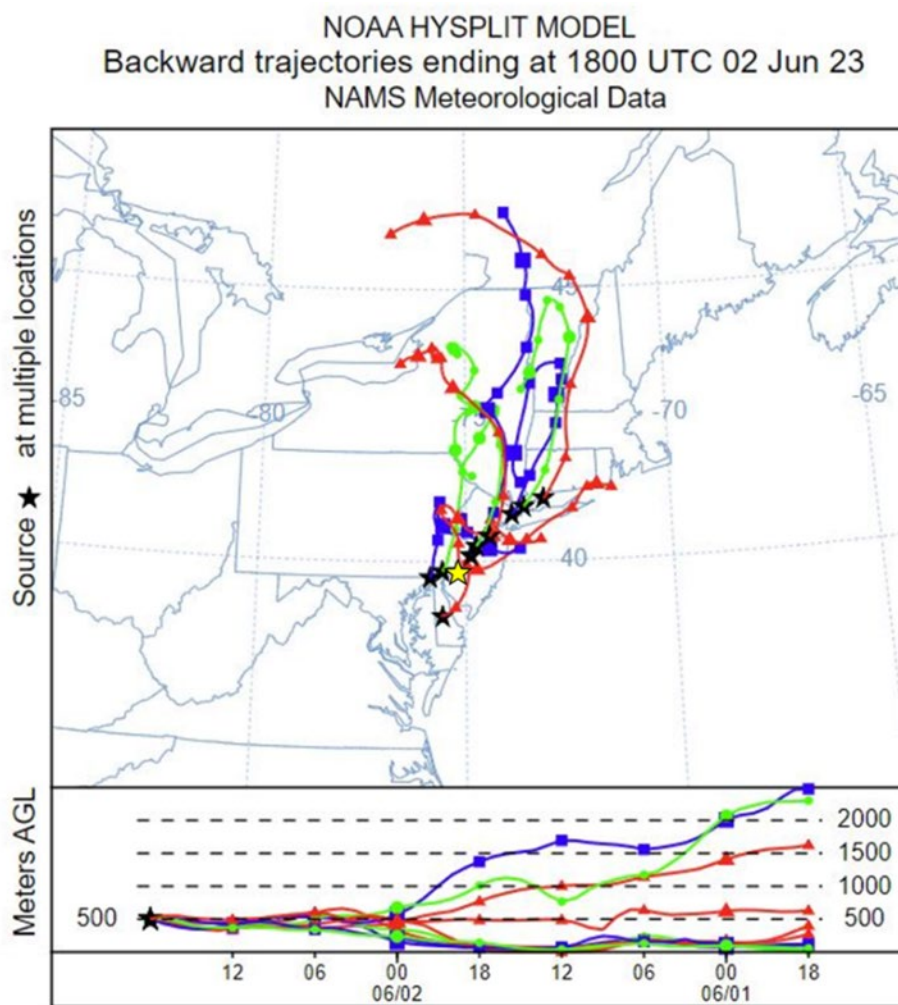 NOAA HYSPLIT MODEL
Backward trajectories ending at 1800 UTC 02 Jun 23
NAMS Meteorological Data
Source ★ at multiple locations
45
-85
-80
-70
-65
40
Meters AGL
500
2000
1500
1000
500
12 06 00 18 12 06 00 18
06/02 06/01